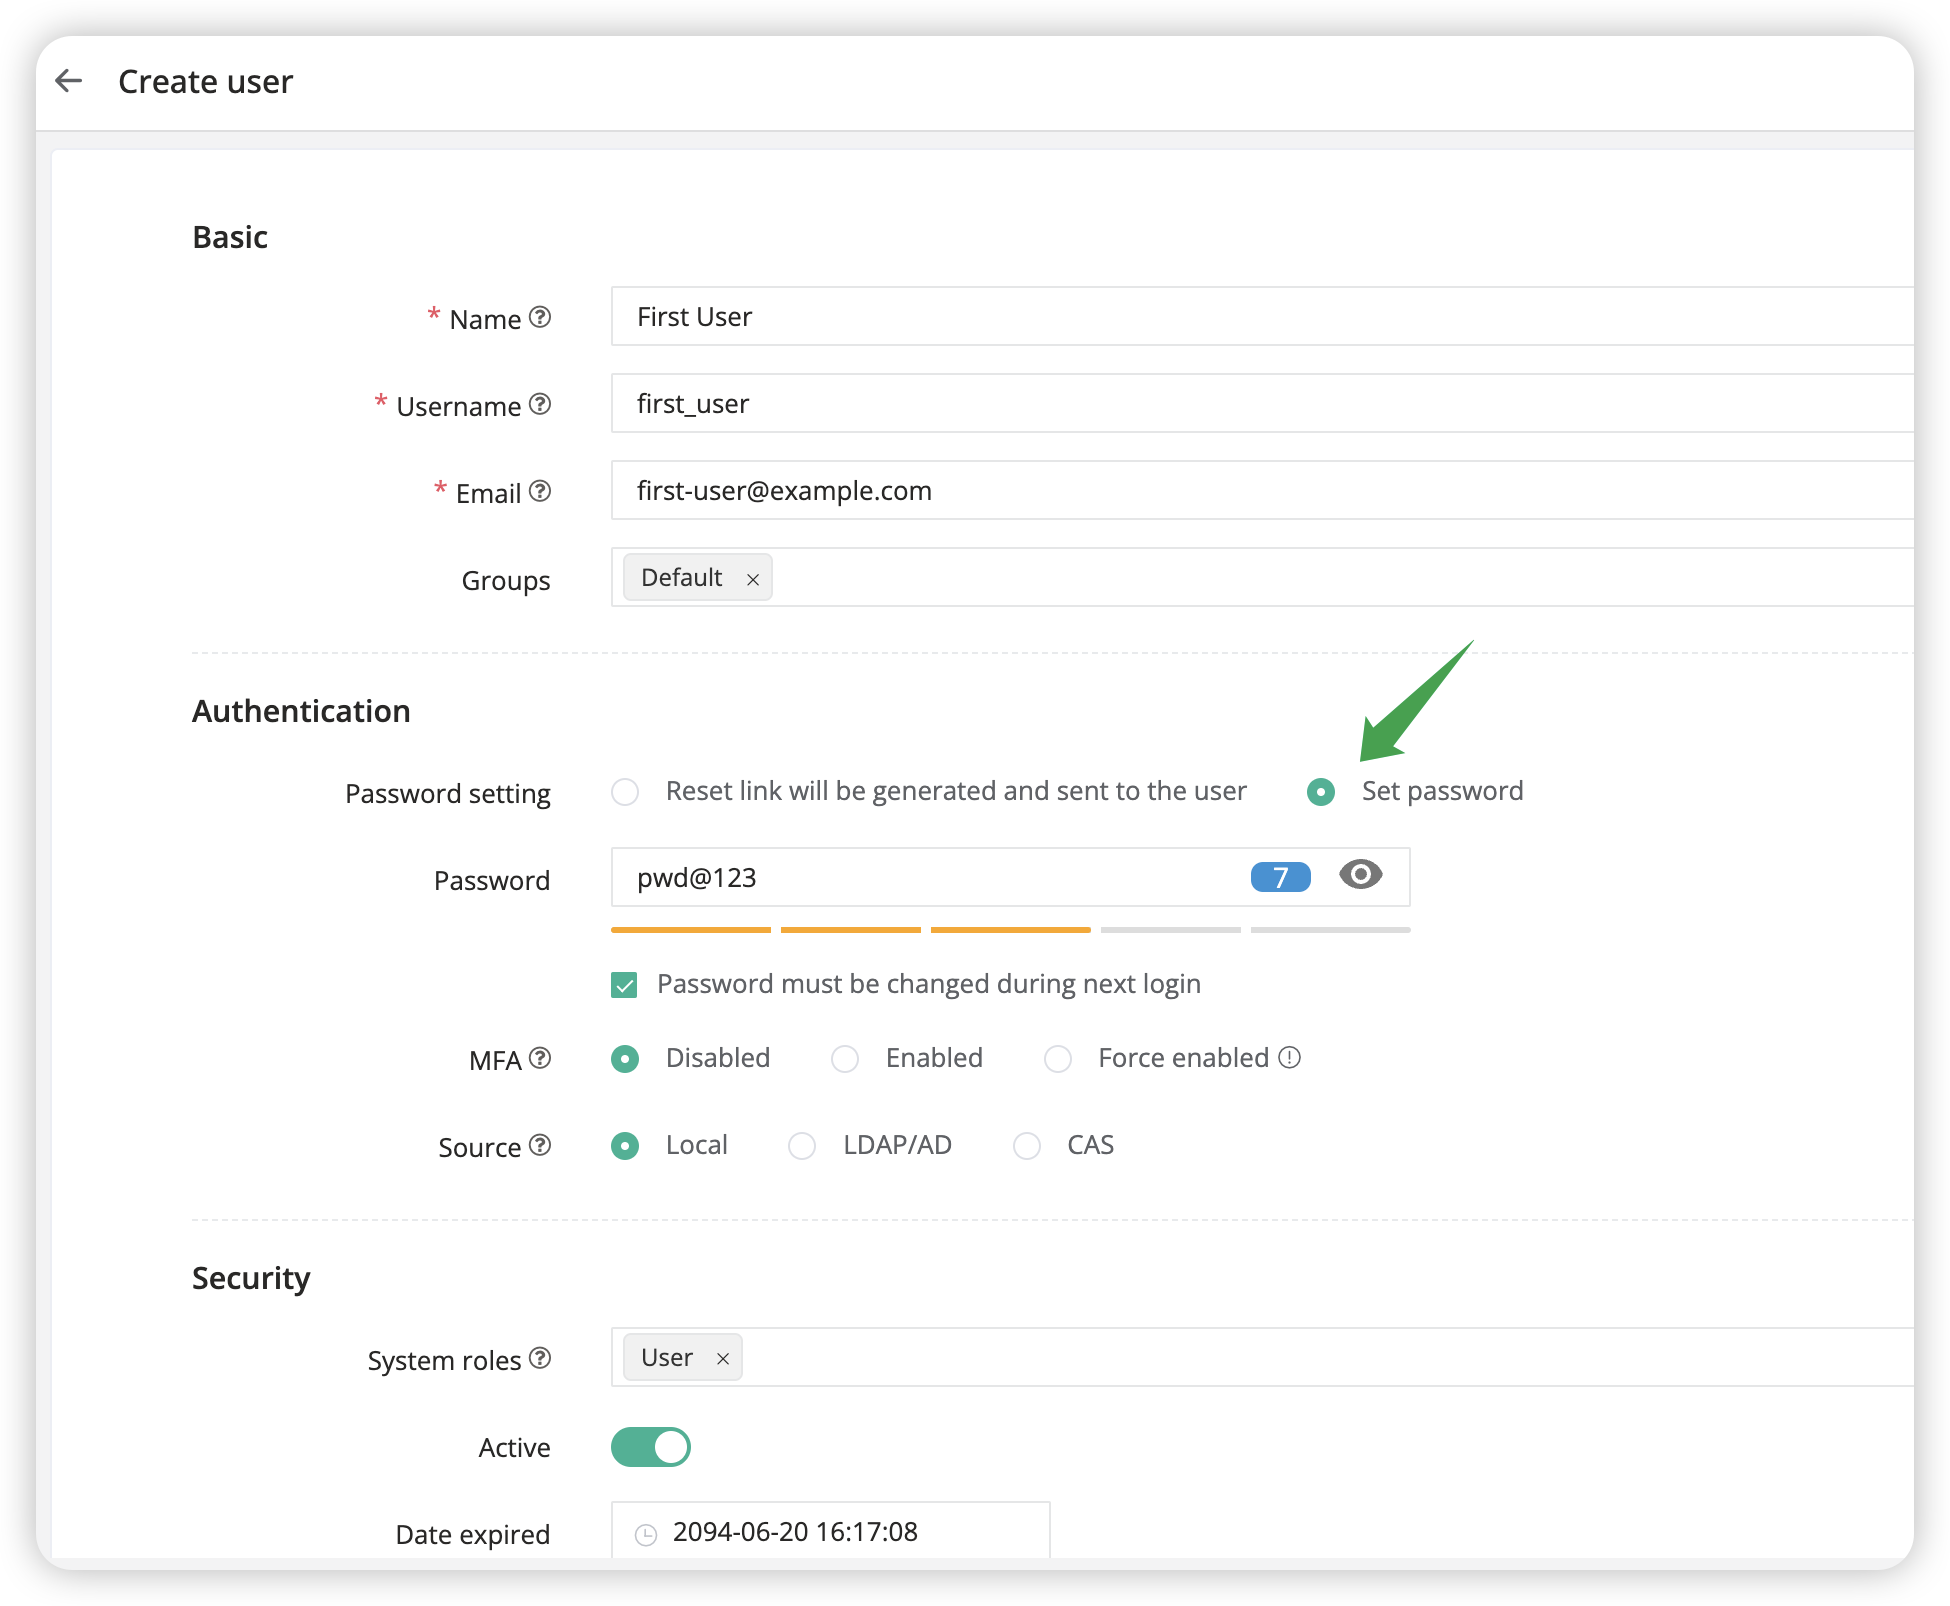 Create user
Basic
* Name
First User
* Username
first_user
* Email
first-user@example.com
Groups
Default ×
Authentication
Password setting
Reset link will be generated and sent to the user
Set password
Password
pwd@123
7
Password must be changed during next login
MFA
Disabled
Enabled
Force enabled
Source
Local
LDAP/AD
CAS
Security
System roles
User ×
Active
Date expired
2094-06-20 16:17:08